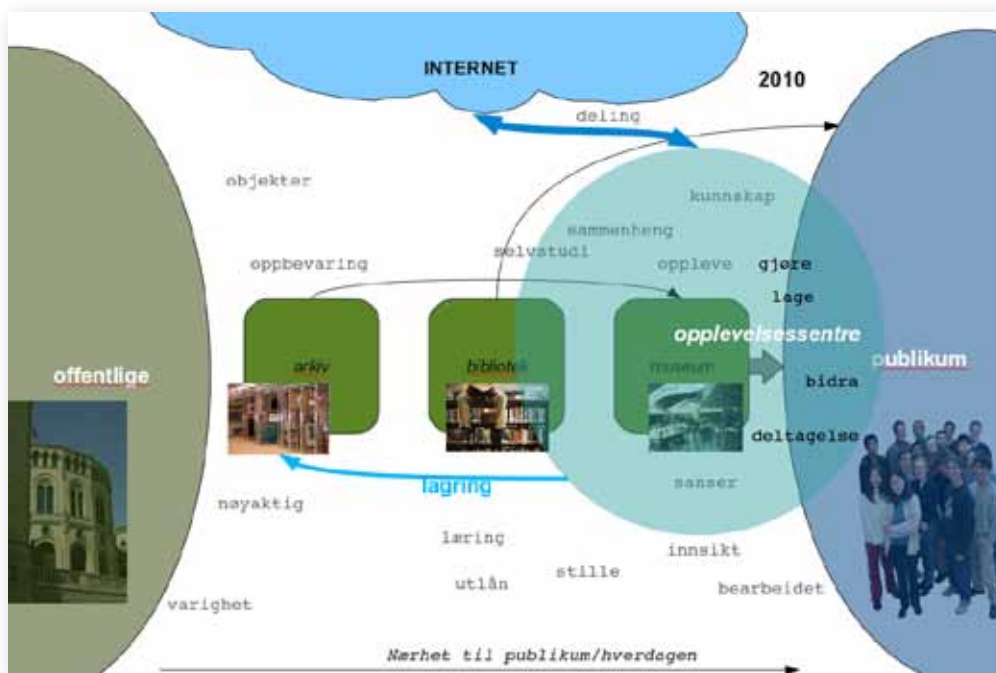 INTERNET
2010
deling
objekter
kunnskap
sammenheng
selvstudi
oppbevaring
oppleve
gjøre
lage
opplevelsessentre
offentlige
arkiv
bibliotek
museum
publikum
bidra
deltagelse
lagring
sanser
nøyaktig
læring
innsikt
stille
utlån
bearbeidet
varighet
Nærhet til publikum/hverdagen